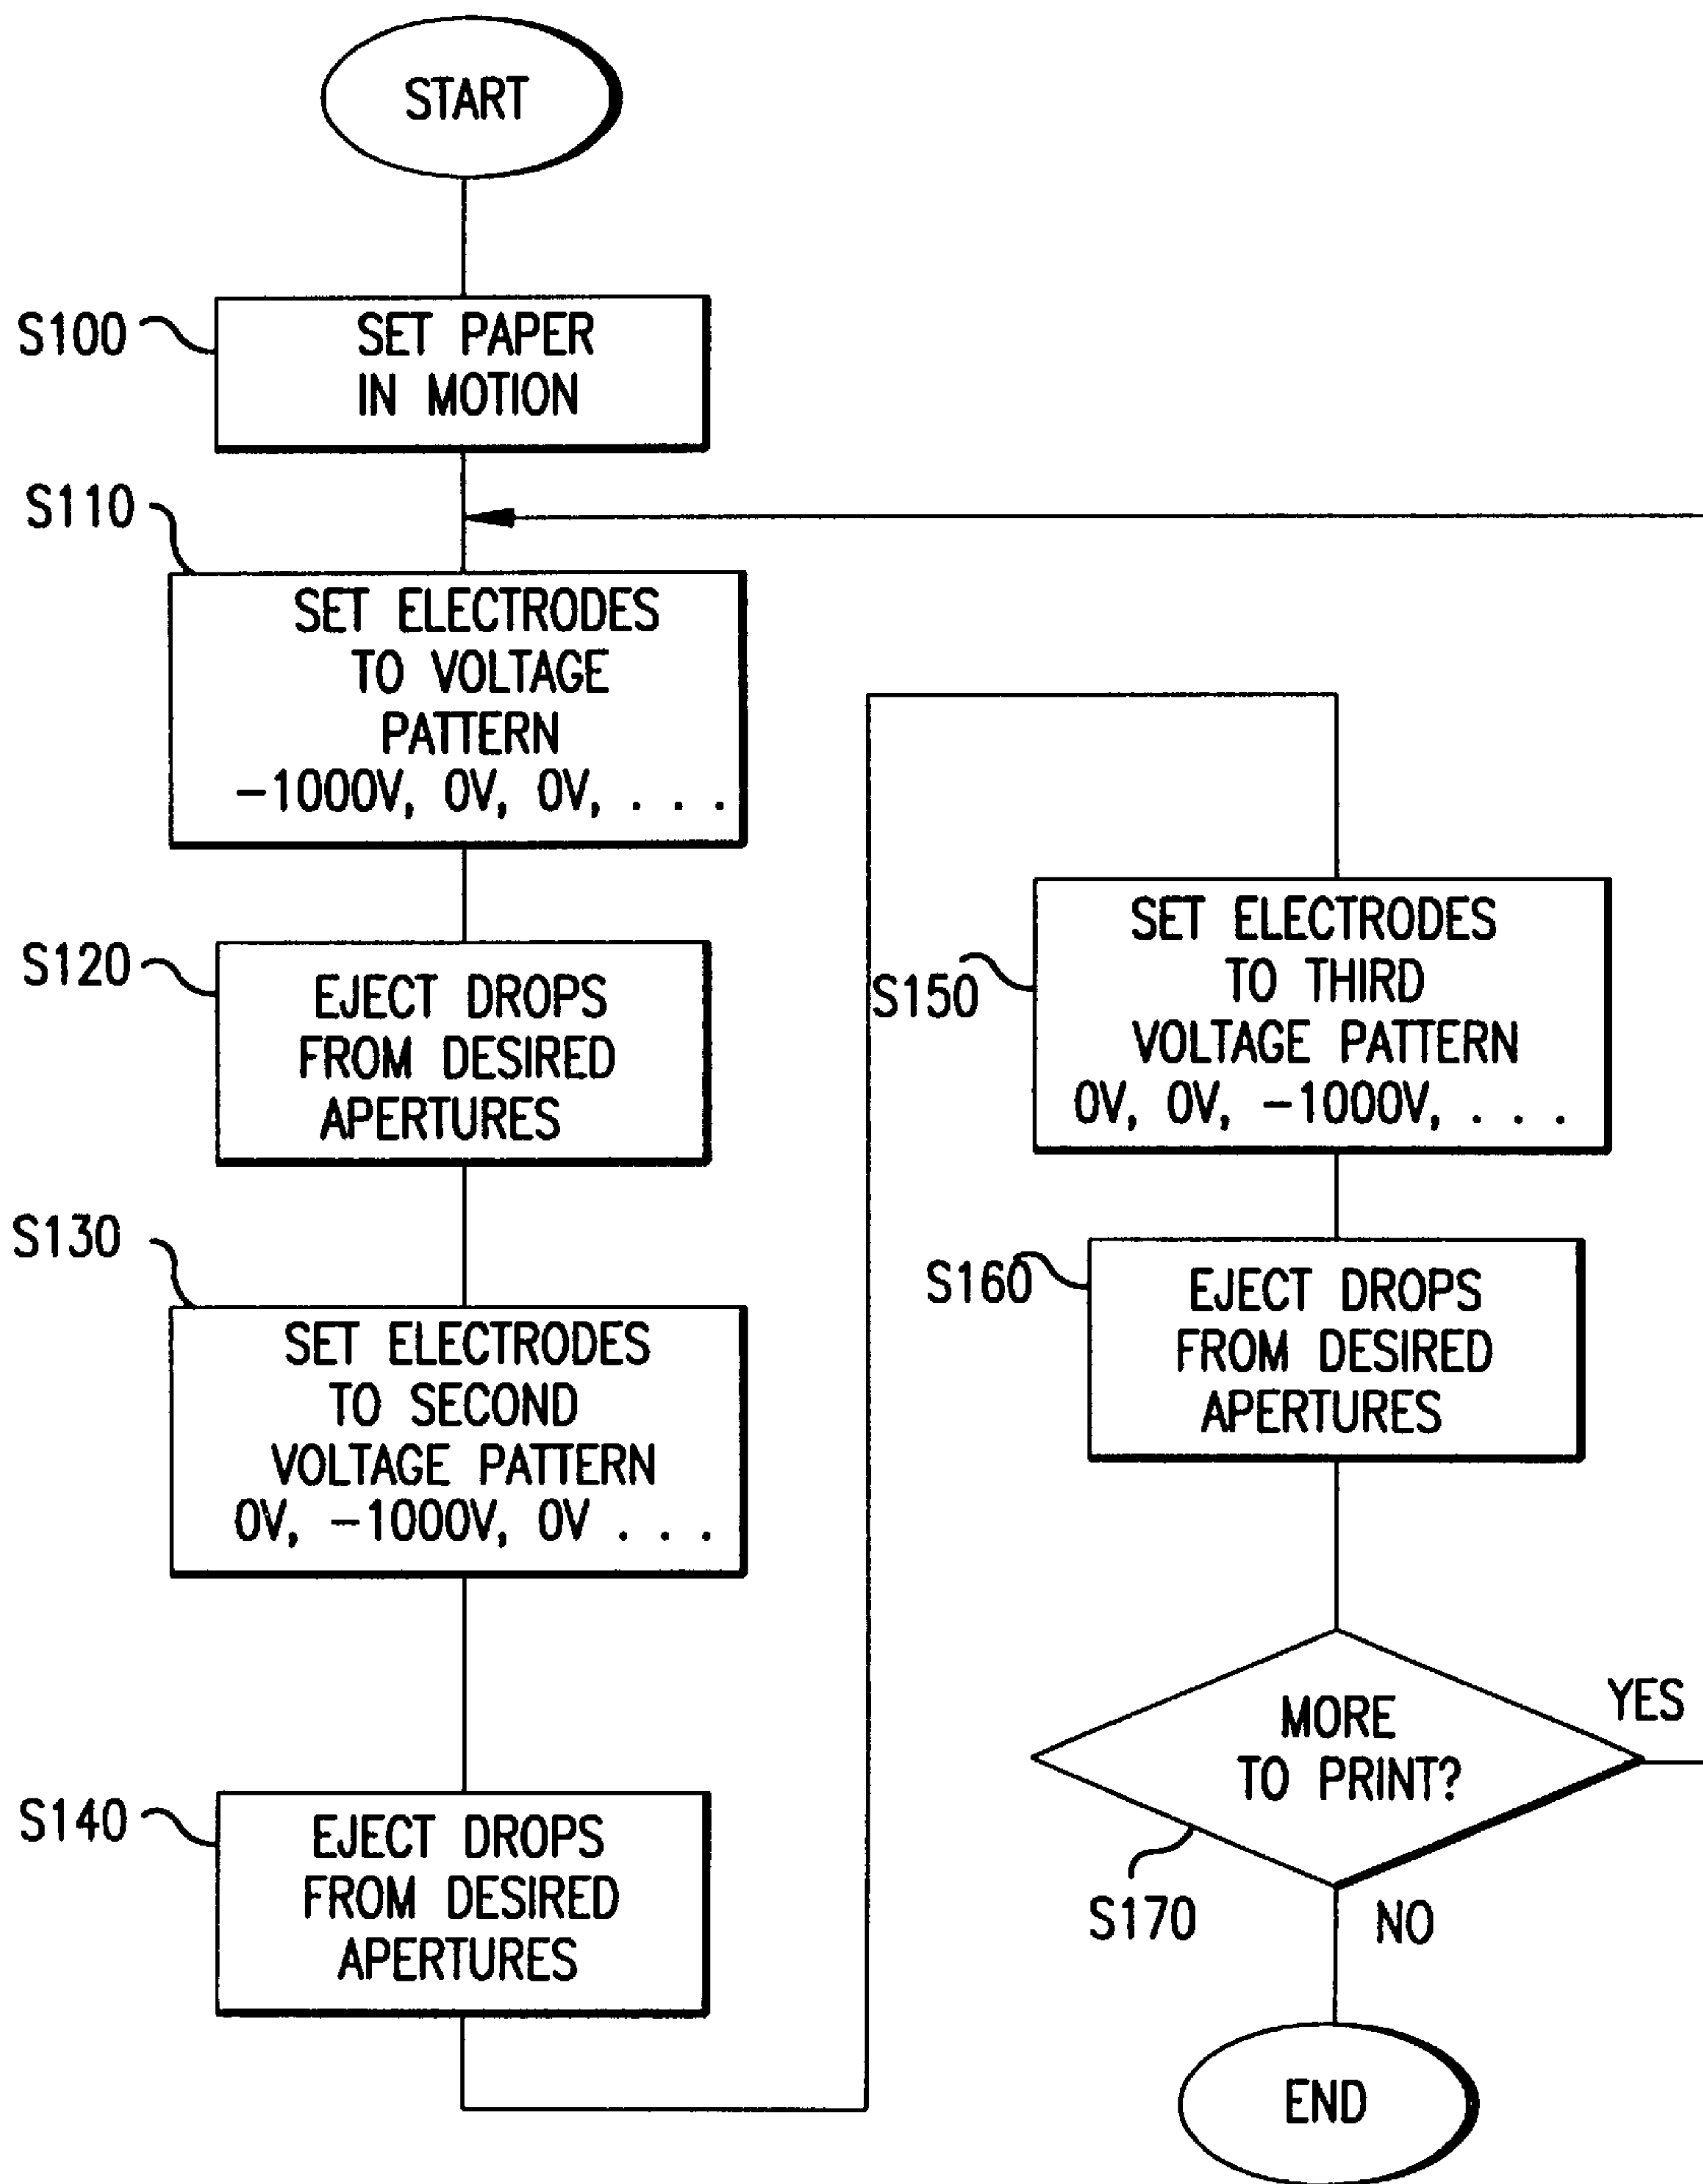 START
S100
SET PAPER
IN MOTION
S110
SET ELECTRODES
TO VOLTAGE
PATTERN
-1000V, 0V, 0V, . . .
S120
EJECT DROPS
FROM DESIRED
APERTURES
S130
SET ELECTRODES
TO SECOND
VOLTAGE PATTERN
0V, -1000V, 0V . . .
S140
EJECT DROPS
FROM DESIRED
APERTURES
S150
SET ELECTRODES
TO THIRD
VOLTAGE PATTERN
0V, 0V, -1000V, . . .
S160
EJECT DROPS
FROM DESIRED
APERTURES
MORE
TO PRINT?
YES
S170
NO
END